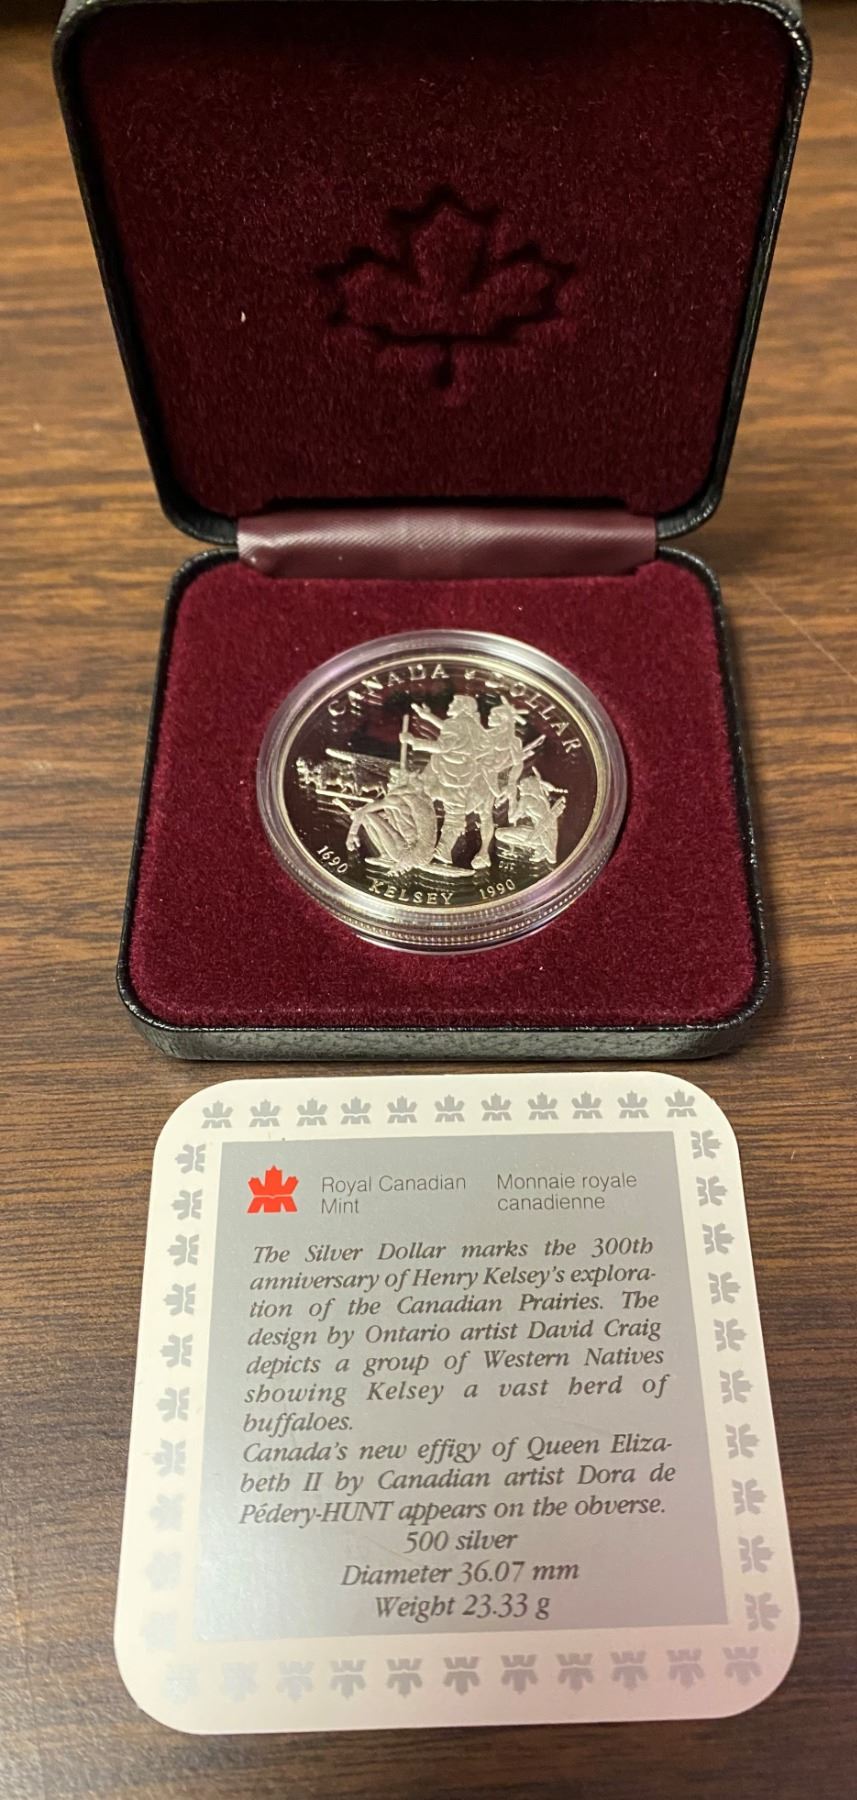 CANADA DOLLAR
1690 KELSEY 1990
Royal Canadian Mint
Monnaie royale canadienne
The Silver Dollar marks the 300th
anniversary of Henry Kelsey's explora-
tion of the Canadian Prairies. The
design by Ontario artist David Craig
depicts a group of Western Natives
showing Kelsey a vast herd of
buffaloes.
Canada's new effigy of Queen Eliza-
beth II by Canadian artist Dora de
Pédery-HUNT appears on the obverse.
500 silver
Diameter 36.07 mm
Weight 23.33 g